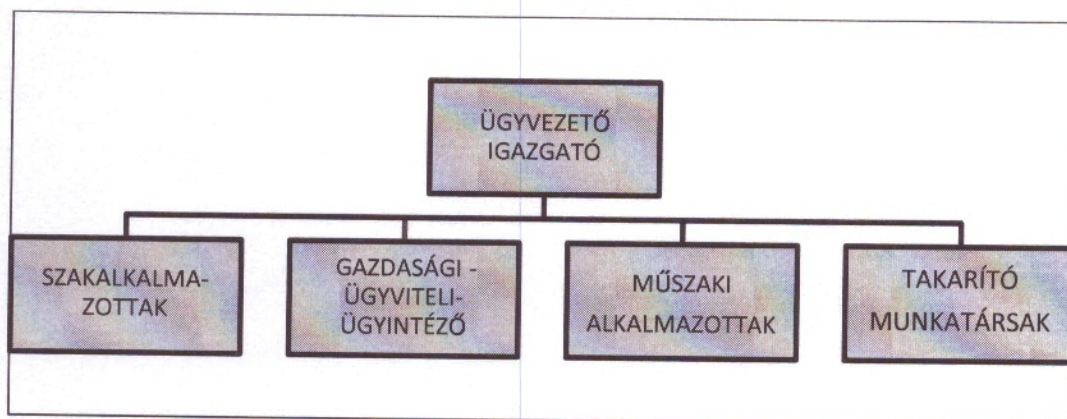 ÜGYVEZETŐ
IGAZGATÓ
SZAKALKALMA-
ZOTTAK
GAZDASÁGI -
ÜGYVITELI-
ÜGYINTÉZŐ
MŰSZAKI
ALKALMAZOTTAK
TAKARÍTÓ
MUNKATÁRSAK